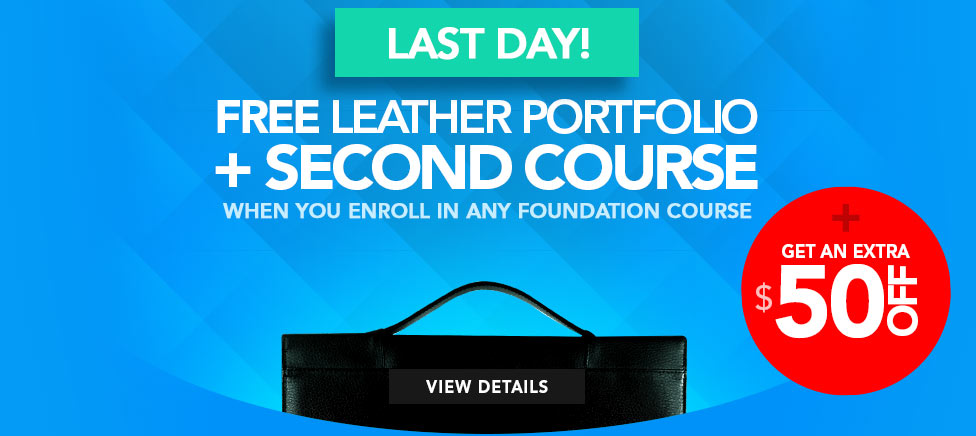 LAST DAY!
FREE LEATHER PORTFOLIO
+ SECOND COURSE
WHEN YOU ENROLL IN ANY FOUNDATION COURSE
+
GET AN EXTRA
$50 OFF
VIEW DETAILS